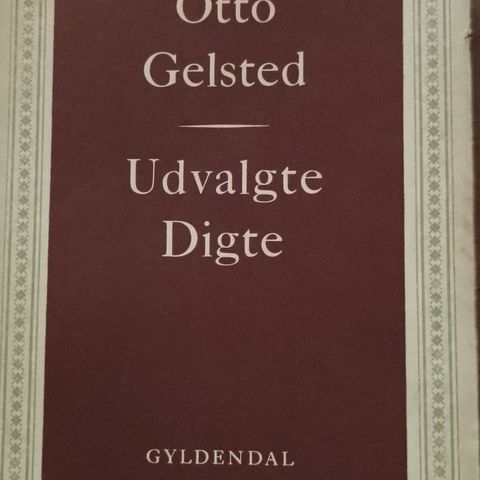 Otto
Gelsted
Udvalgte
Digte
GYLDENDAL